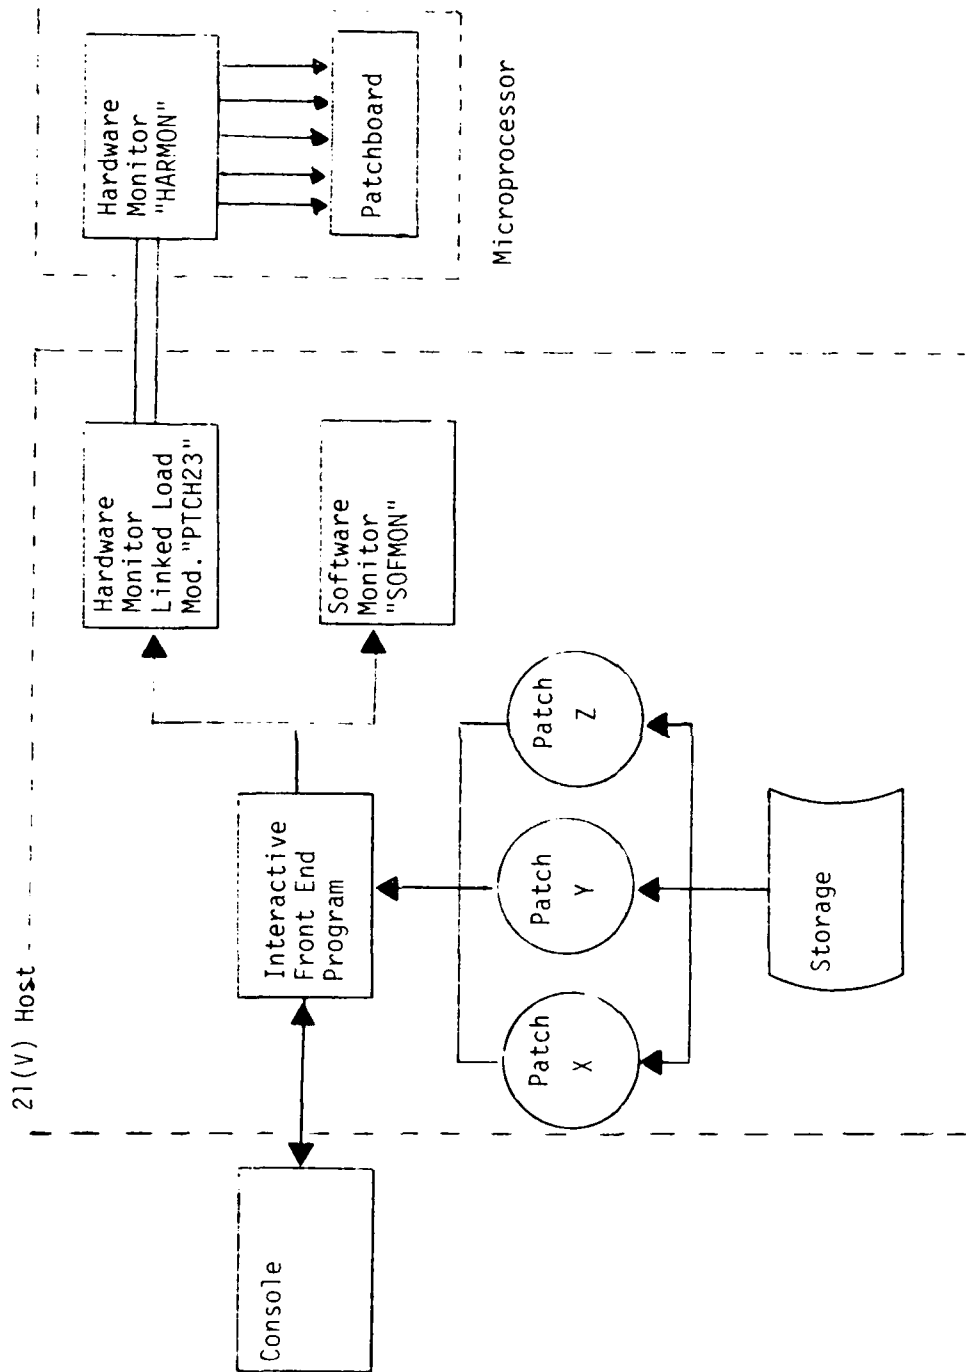 21(V) Host
Console
Interactive
Front End
Program
Hardware
Monitor
Linked Load
Mod. "PTCH23"
Software
Monitor
"SOFMON"
Hardware
Monitor
"HARMON"
Patchboard
Microprocessor
Patch
X
Patch
Y
Patch
Z
Storage